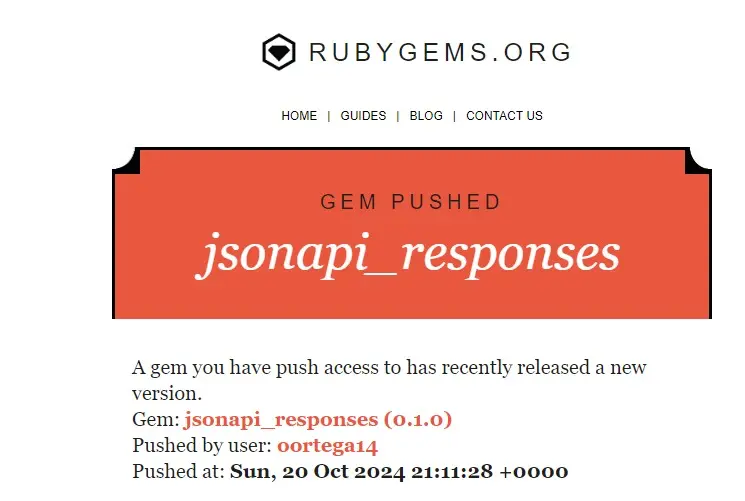 RUBYGEMS.ORG
HOME | GUIDES | BLOG | CONTACT US
GEM PUSHED
jsonapi_responses
A gem you have push access to has recently released a new
version.
Gem: jsonapi_responses (0.1.0)
Pushed by user: oortega14
Pushed at: Sun, 20 Oct 2024 21:11:28 +0000